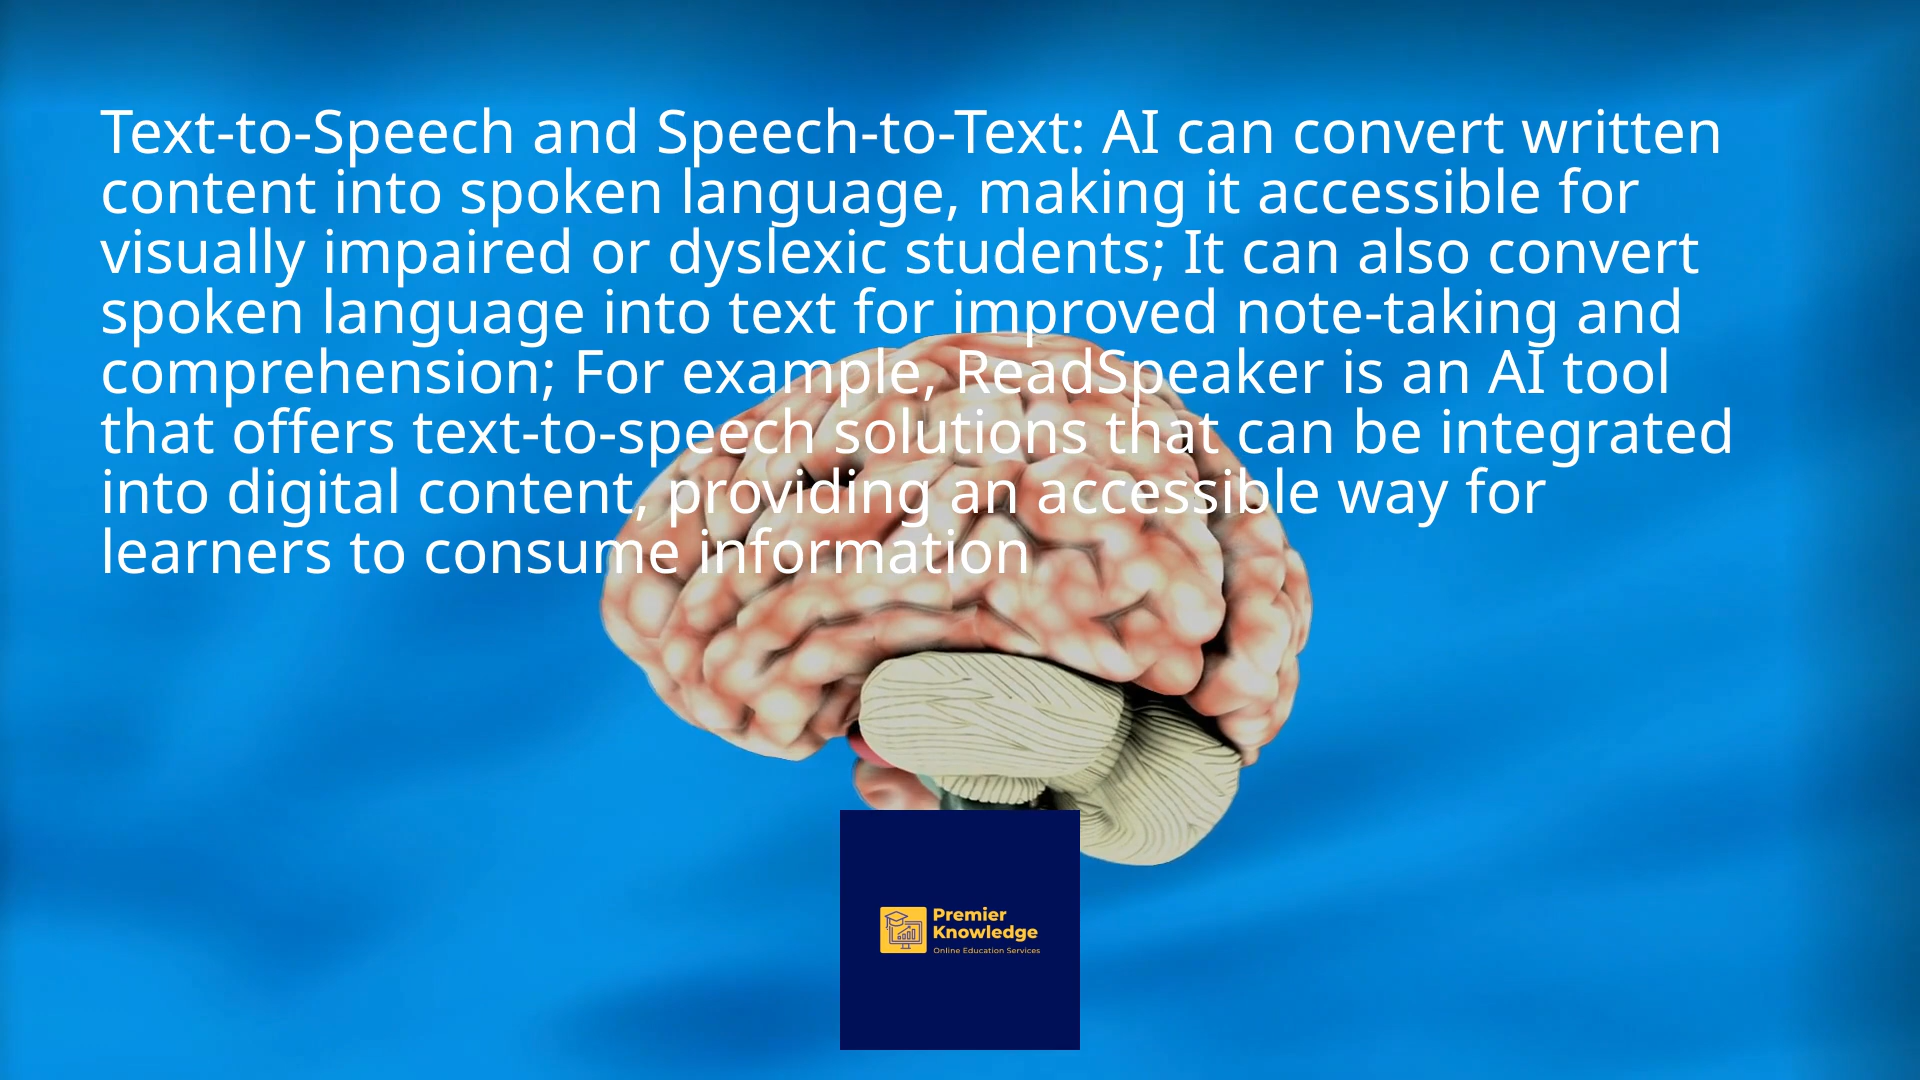 Text-to-Speech and Speech-to-Text: AI can convert written
content into spoken language, making it accessible for
visually impaired or dyslexic students; It can also convert
spoken language into text for improved note-taking and
comprehension; For example, ReadSpeaker is an AI tool
that offers text-to-speech solutions that can be integrated
into digital content, providing an accessible way for
learners to consume information
Premier
Knowledge
Online Education Services